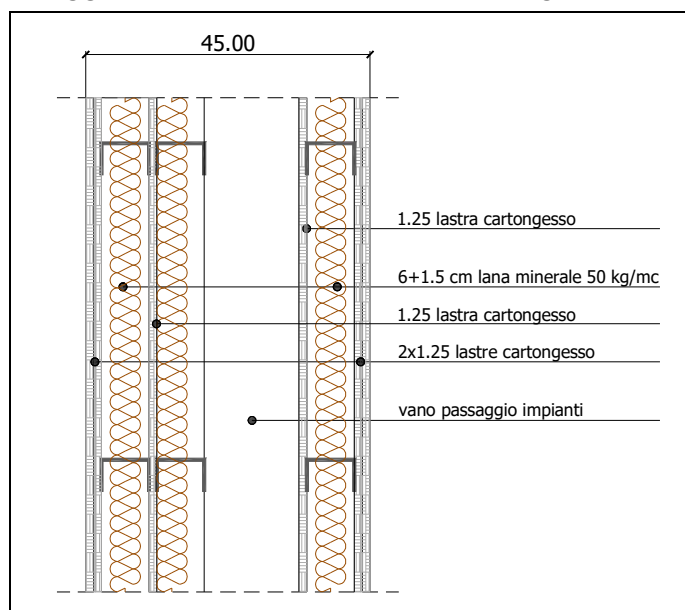 45.00
1.25 lastra cartongesso
6+1.5 cm lana minerale 50 kg/mc
1.25 lastra cartongesso
2x1.25 lastre cartongesso
vano passaggio impianti